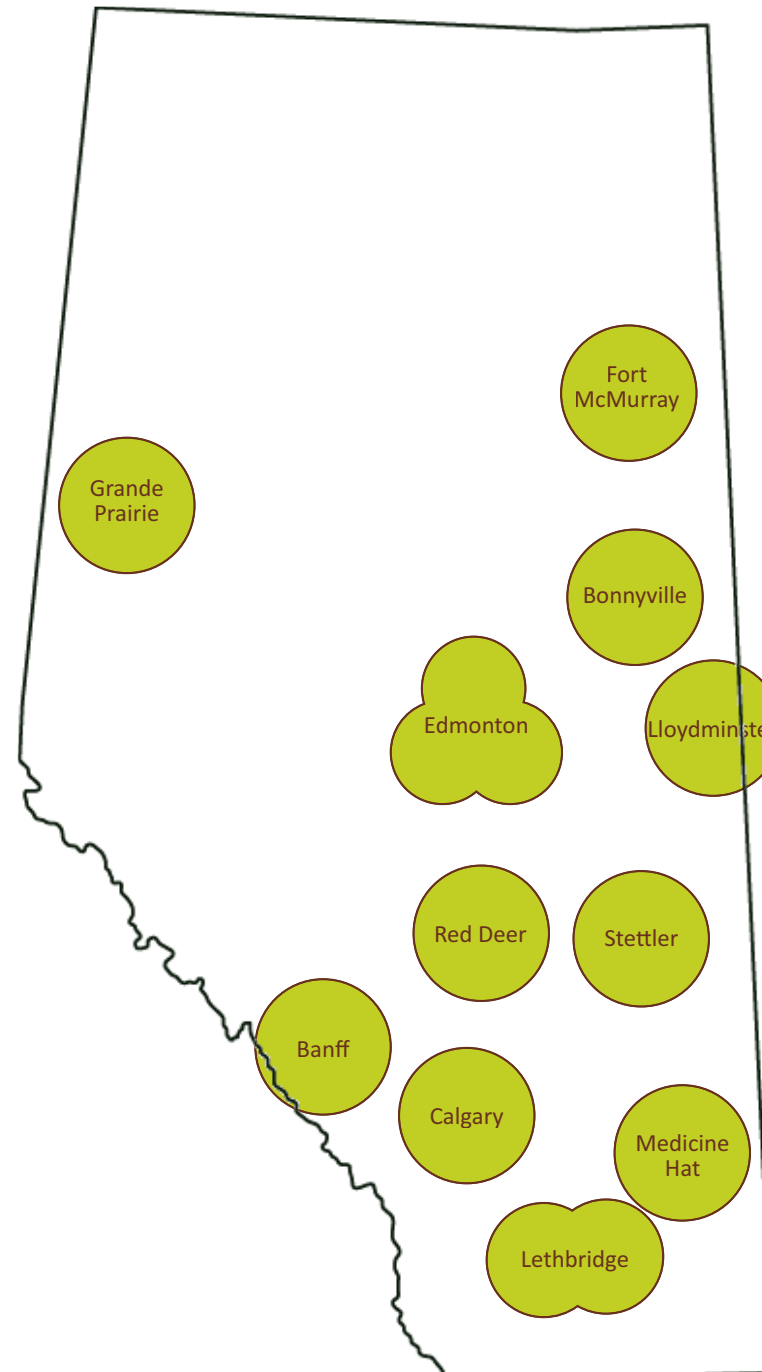 Fort
McMurray
Grande
Prairie
Bonnyville
Edmonton
Lloydminste
Red Deer
Stettler
Banff
Calgary
Medicine
Hat
Lethbridge